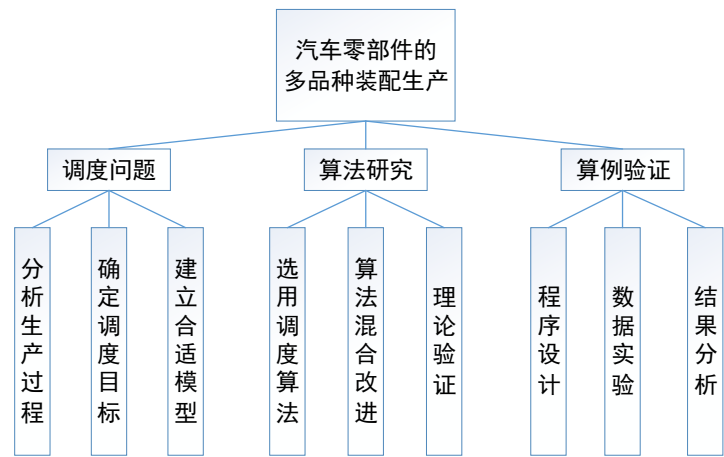 汽车零部件的
多品种装配生产
调度问题
算法研究
算例验证
分析生产过程
确定调度目标
建立合适模型
选用调度算法
算法混合改进
理论验证
程序设计
数据实验
结果分析